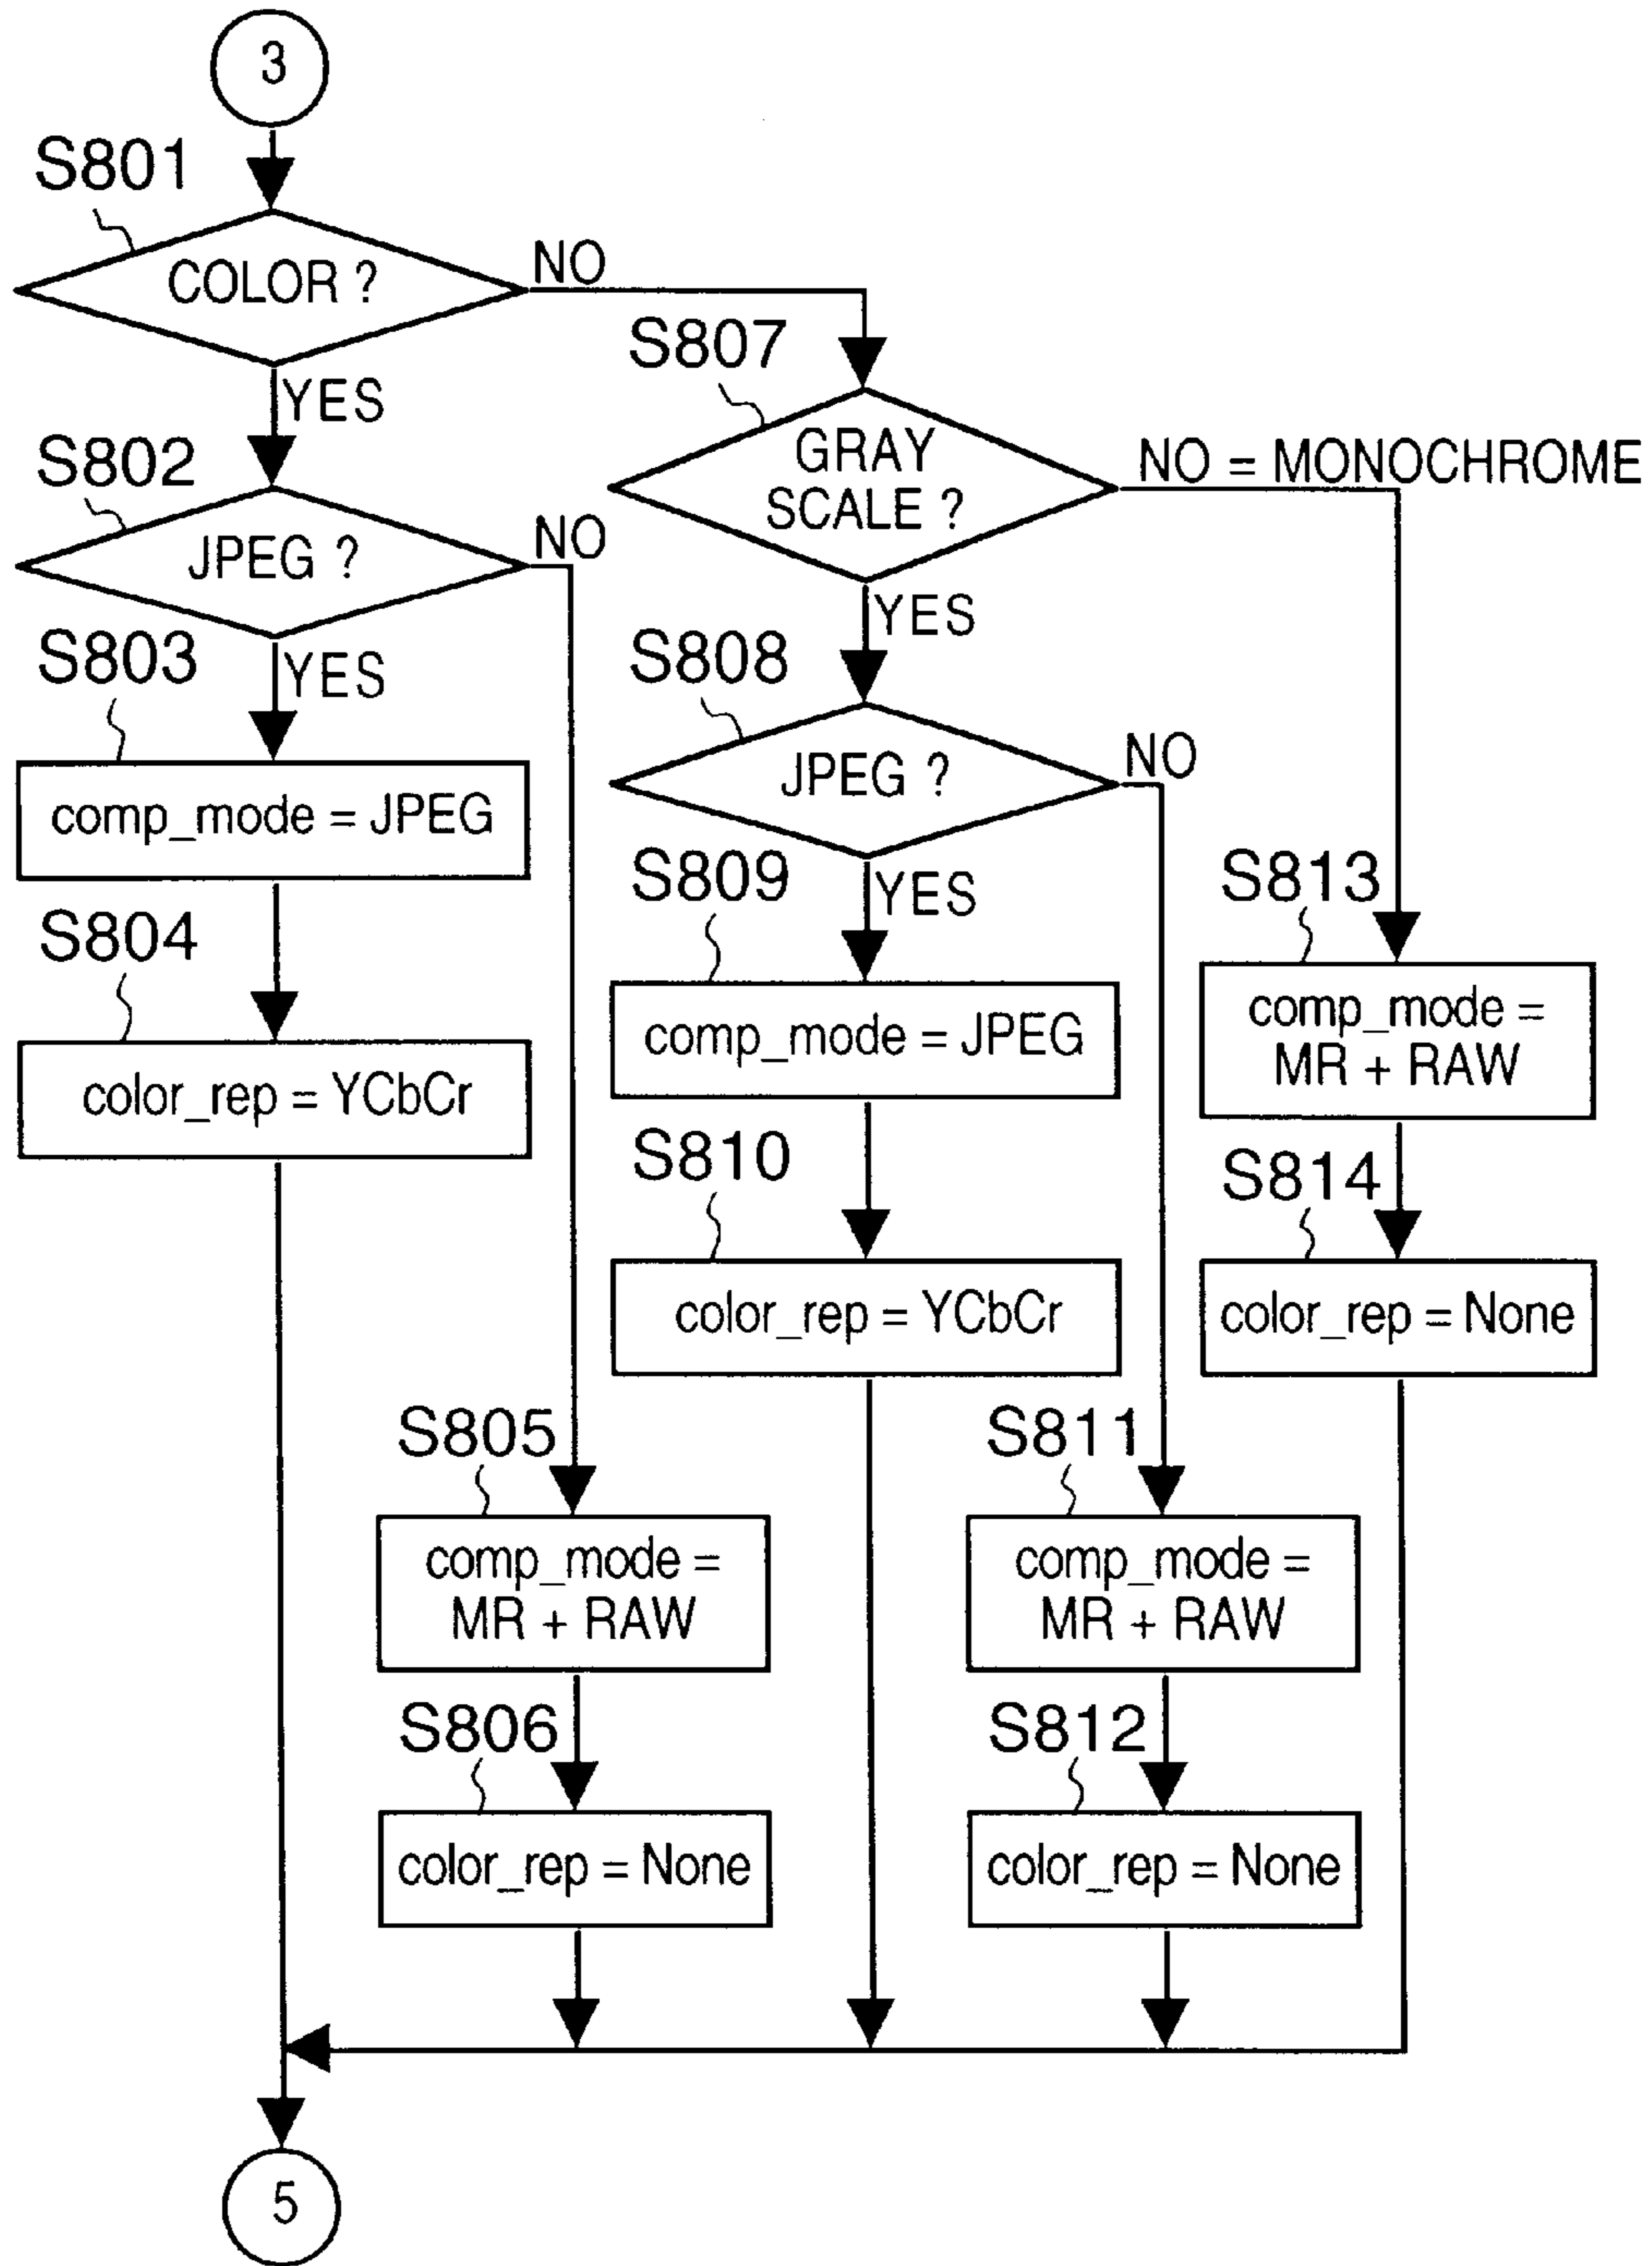 3
S801
COLOR ?
NO
YES
S802
JPEG ?
NO
YES
S803
comp_mode = JPEG
S804
color_rep = YCbCr
S805
comp_mode =
MR + RAW
S806
color_rep = None
S807
GRAY
SCALE ?
NO = MONOCHROME
YES
S808
JPEG ?
NO
YES
S809
comp_mode = JPEG
S810
color_rep = YCbCr
S811
comp_mode =
MR + RAW
S812
color_rep = None
S813
comp_mode =
MR + RAW
S814
color_rep = None
5